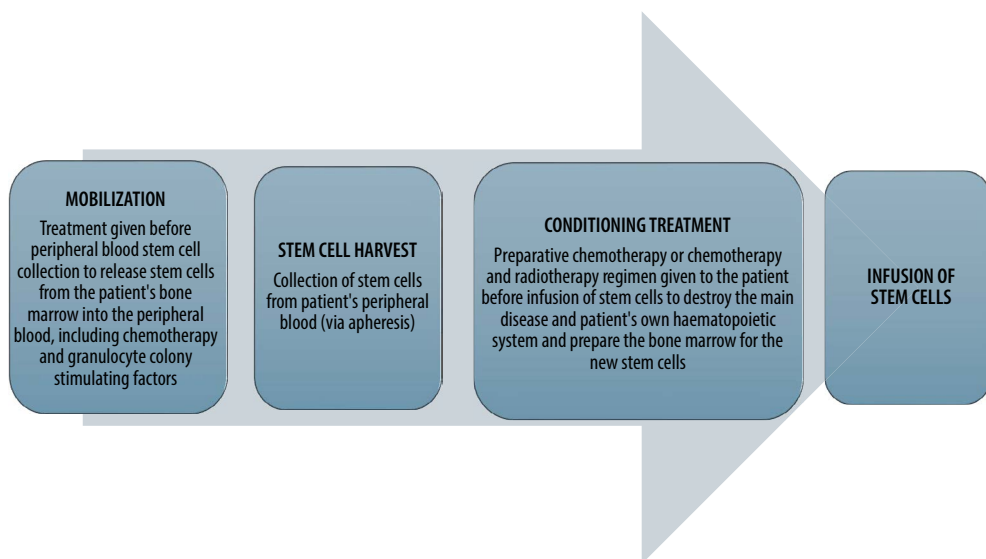 MOBILIZATION
Treatment given before
peripheral blood stem cell
collection to release stem cells
from the patient's bone
marrow into the peripheral
blood, including chemotherapy
and granulocyte colony
stimulating factors
STEM CELL HARVEST
Collection of stem cells
from patient's peripheral
blood (via apheresis)
CONDITIONING TREATMENT
Preparative chemotherapy or chemotherapy
and radiotherapy regimen given to the patient
before infusion of stem cells to destroy the main
disease and patient's own haematopoietic
system and prepare the bone marrow for the
new stem cells
INFUSION OF
STEM CELLS